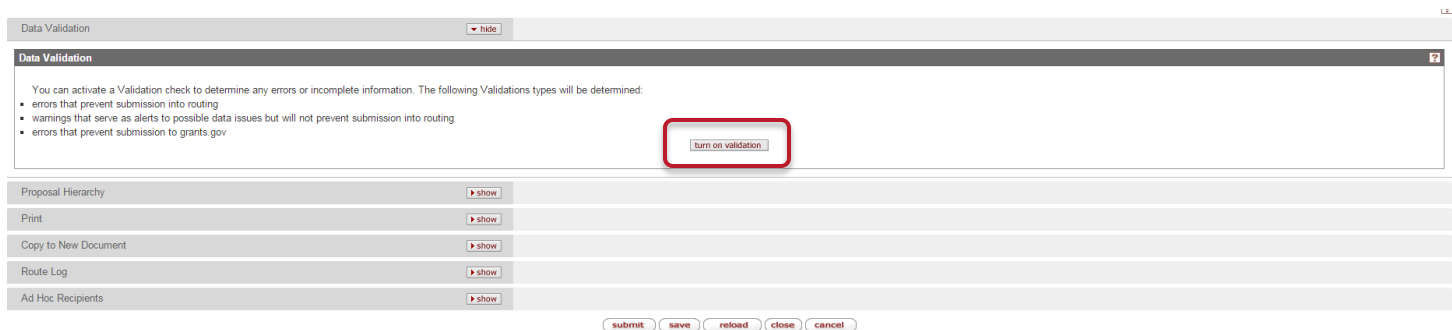 Data Validation hide
Data Validation ?
You can activate a Validation check to determine any errors or incomplete information. The following Validations types will be determined:
errors that prevent submission into routing
warnings that serve as alerts to possible data issues but will not prevent submission into routing
errors that prevent submission to grants.gov
turn on validation
Proposal Hierarchy show
Print show
Copy to New Document show
Route Log show
Ad Hoc Recipients show
submit save reload close cancel